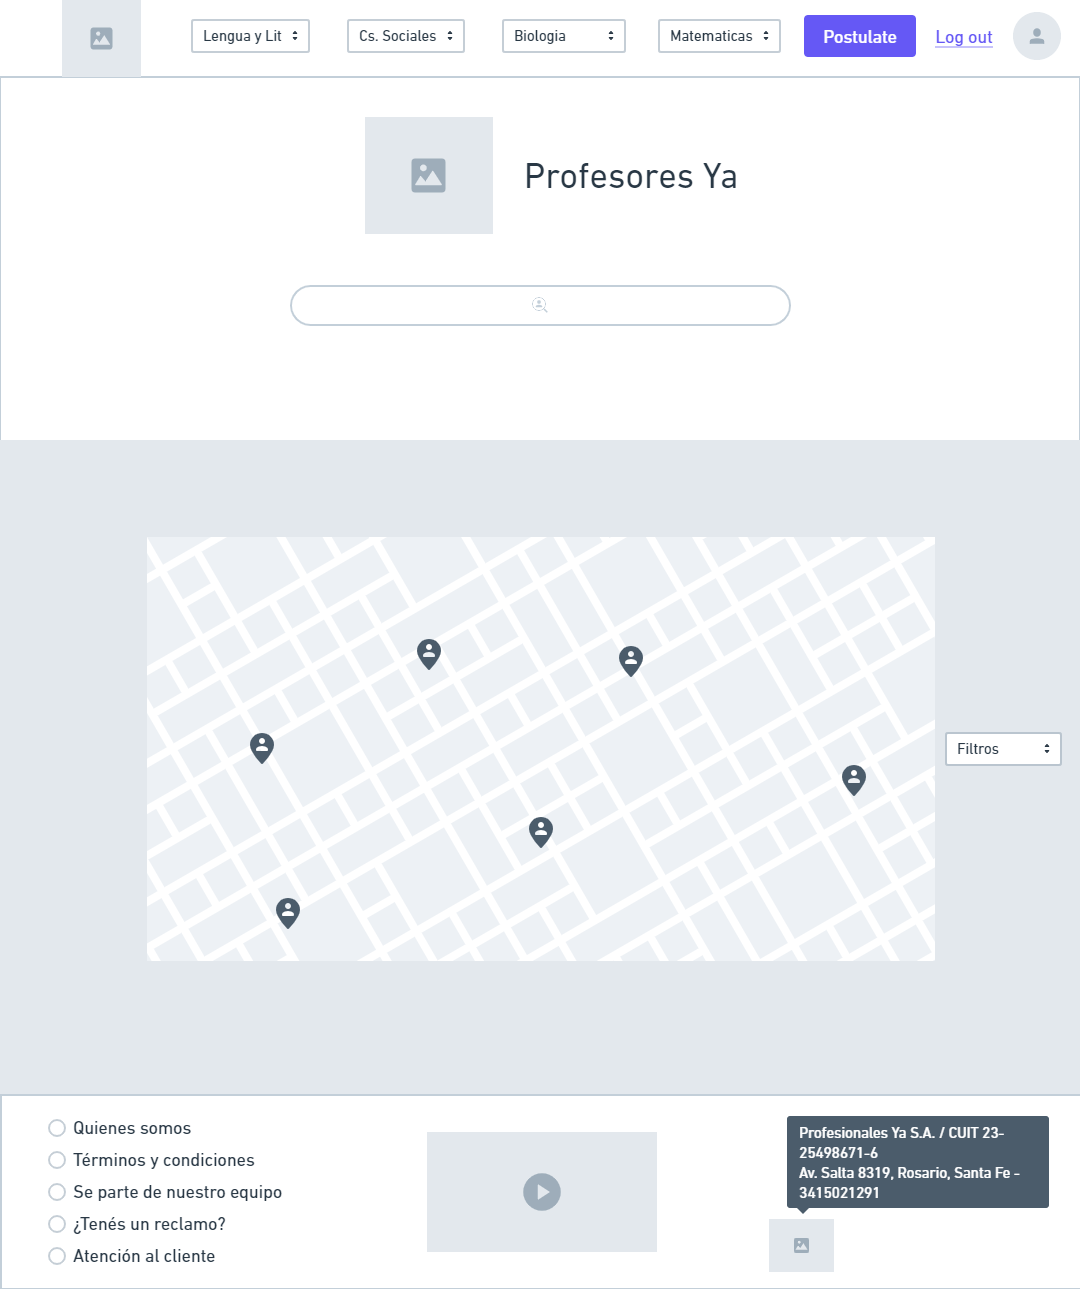 Lengua y Lit
Cs. Sociales
Biologia
Matematicas
Postulate
Log out
Profesores Ya
Filtros
Quienes somos
Términos y condiciones
Se parte de nuestro equipo
¿Tenés un reclamo?
Atención al cliente
Profesionales Ya S.A. / CUIT 23-
25498671-6
Av. Salta 8319, Rosario, Santa Fe -
3415021291